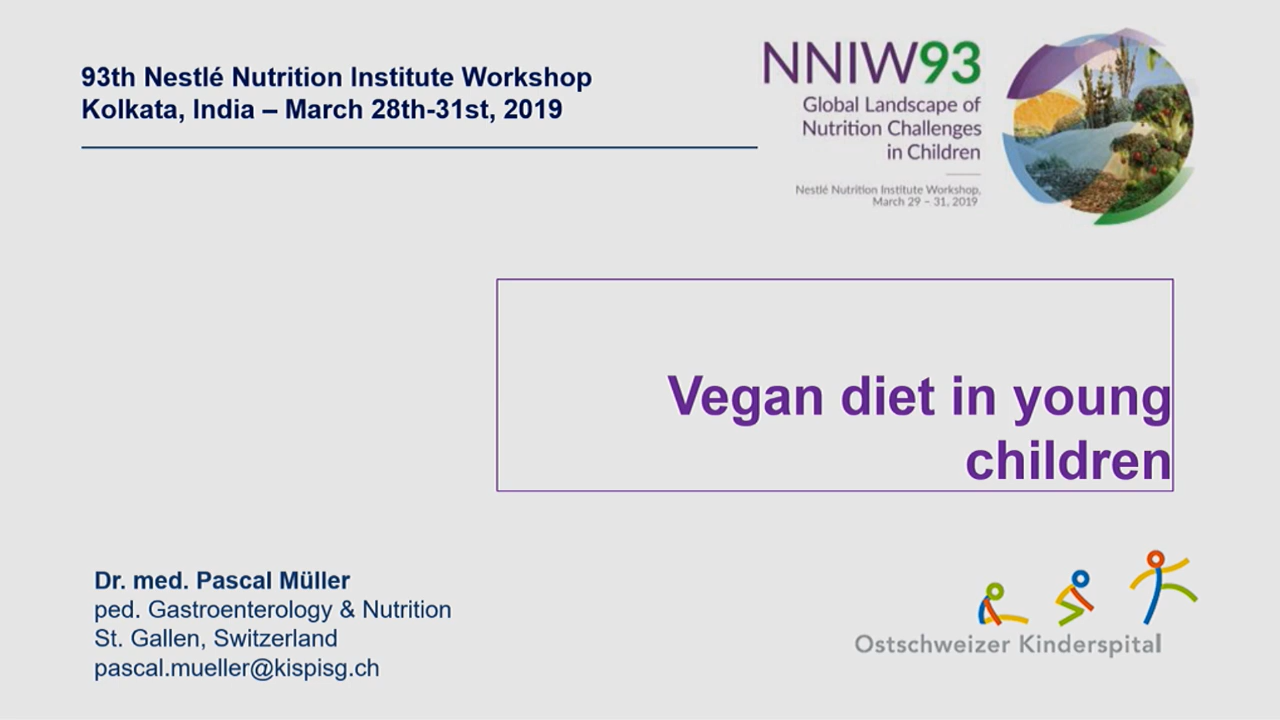 93th Nestlé Nutrition Institute Workshop
Kolkata, India – March 28th-31st, 2019
NNIW93
Global Landscape of
Nutrition Challenges
in Children
Nestlé Nutrition Institute Workshop,
March 29 – 31, 2019
Vegan diet in young
children
Dr. med. Pascal Müller
ped. Gastroenterology & Nutrition
St. Gallen, Switzerland
pascal.mueller@kispisg.ch
Ostschweizer Kinderspital